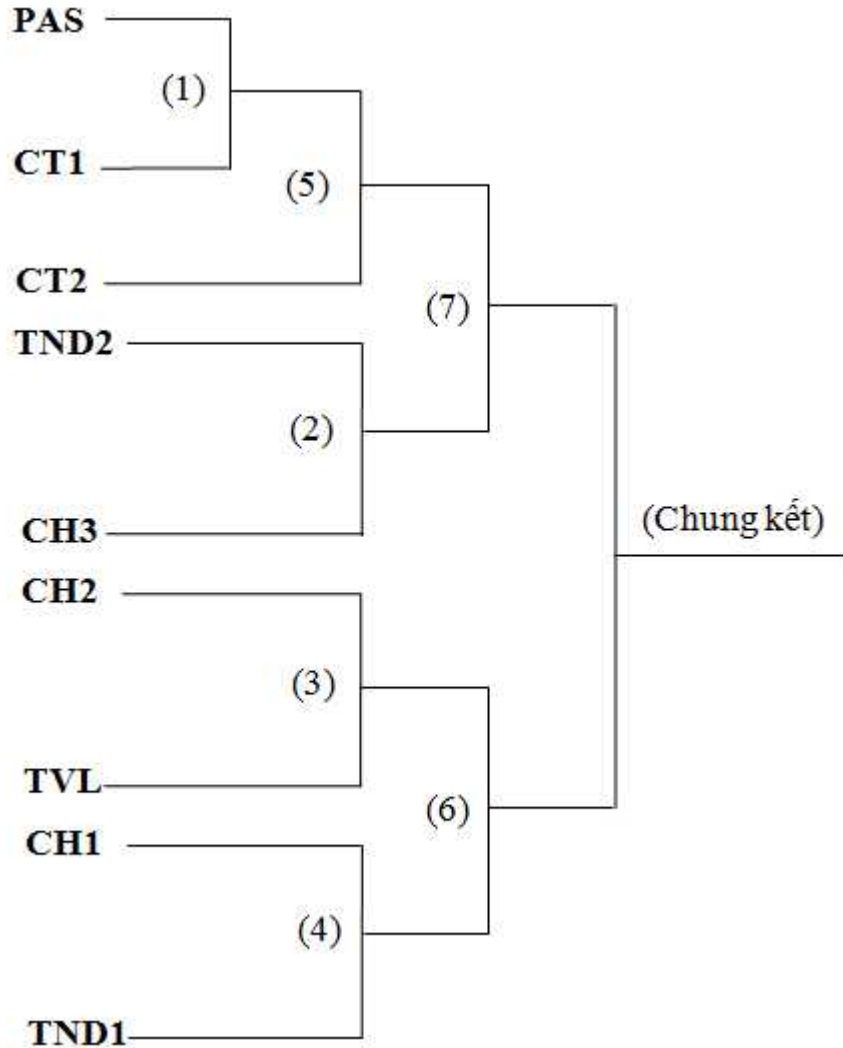 PAS
(1)
CT1
(5)
CT2
(7)
TND2
(2)
CH3
(Chung kết)
CH2
(3)
TVL
(6)
CH1
(4)
TND1